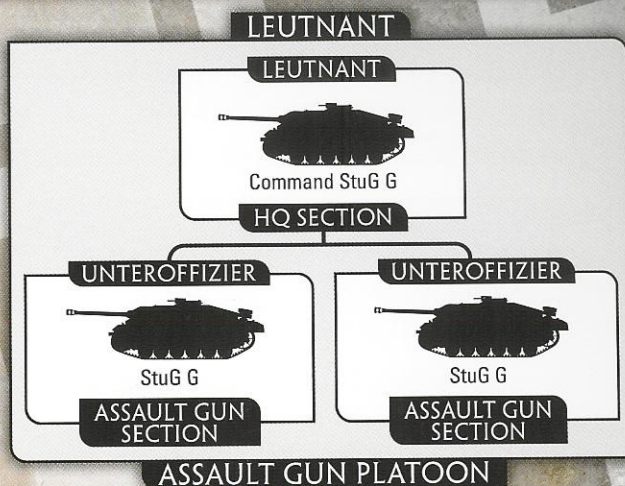 LEUTNANT
LEUTNANT
Command StuG G
HQ SECTION
UNTEROFFIZIER
UNTEROFFIZIER
StuG G
StuG G
ASSAULT GUN
SECTION
ASSAULT GUN
SECTION
ASSAULT GUN PLATOON